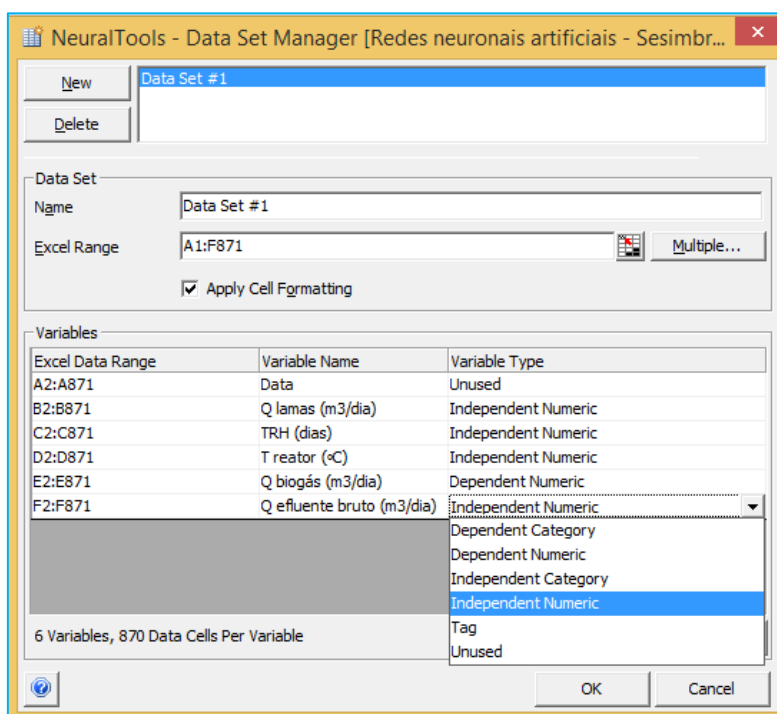 NeuralTools - Data Set Manager [Redes neuronais artificiais - Sesimbr...
New
Data Set #1
Delete
Data Set
Name
Data Set #1
Excel Range
A1:F871
Multiple...
Apply Cell Formatting
Variables
Excel Data Range Variable Name Variable Type
A2:A871 Data Unused
B2:B871 Q lamas (m3/dia) Independent Numeric
C2:C871 TRH (dias) Independent Numeric
D2:D871 T reator (ºC) Independent Numeric
E2:E871 Q biogás (m3/dia) Dependent Numeric
F2:F871 Q efluente bruto (m3/dia) Independent Numeric
Dependent Category
Dependent Numeric
Independent Category
Independent Numeric
Tag
Unused
6 Variables, 870 Data Cells Per Variable
OK
Cancel